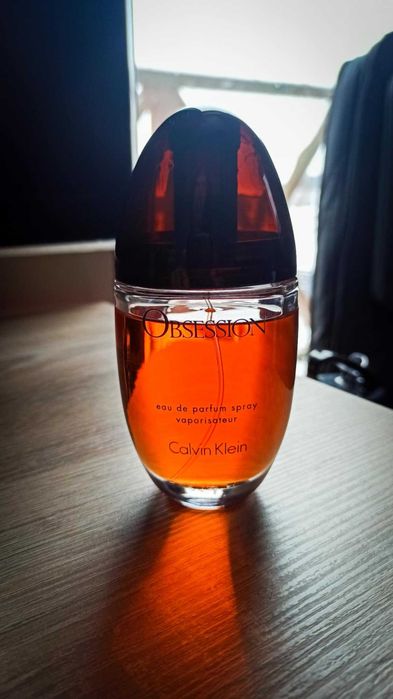 OBSESSION
eau de parfum spray
vaporisateur
Calvin Klein